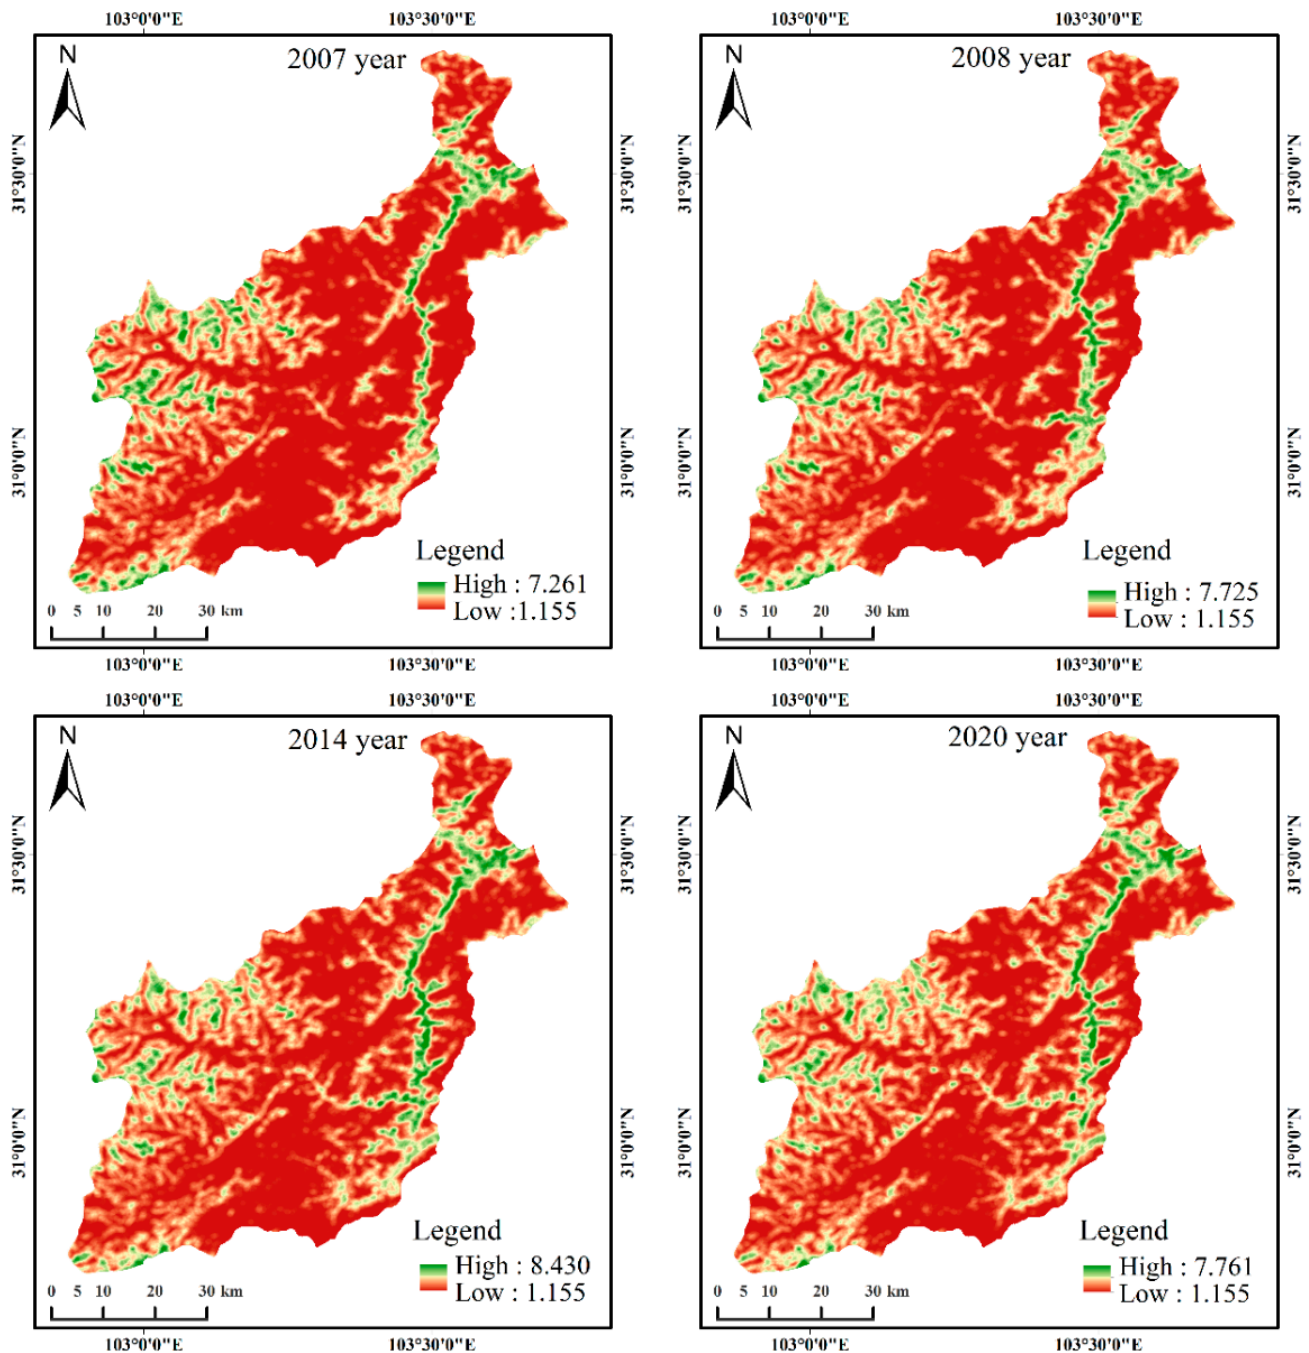 103°0'0"E 103°30'0"E 103°0'0"E 103°30'0"E
N 2007 year N 2008 year
31°30'0"N 31°30'0"N 31°30'0"N 31°30'0"N
31°0'0"N 31°0'0"N 31°0'0"N 31°0'0"N
Legend Legend
High : 7.261 High : 7.725
Low :1.155 Low : 1.155
0 5 10 20 30 km 0 5 10 20 30 km
103°0'0"E 103°30'0"E 103°0'0"E 103°30'0"E
103°0'0"E 103°30'0"E 103°0'0"E 103°30'0"E
N 2014 year N 2020 year
31°30'0"N 31°30'0"N 31°30'0"N 31°30'0"N
31°0'0"N 31°0'0"N 31°0'0"N 31°0'0"N
Legend Legend
High : 8.430 High : 7.761
Low : 1.155 Low : 1.155
0 5 10 20 30 km 0 5 10 20 30 km
103°0'0"E 103°30'0"E 103°0'0"E 103°30'0"E